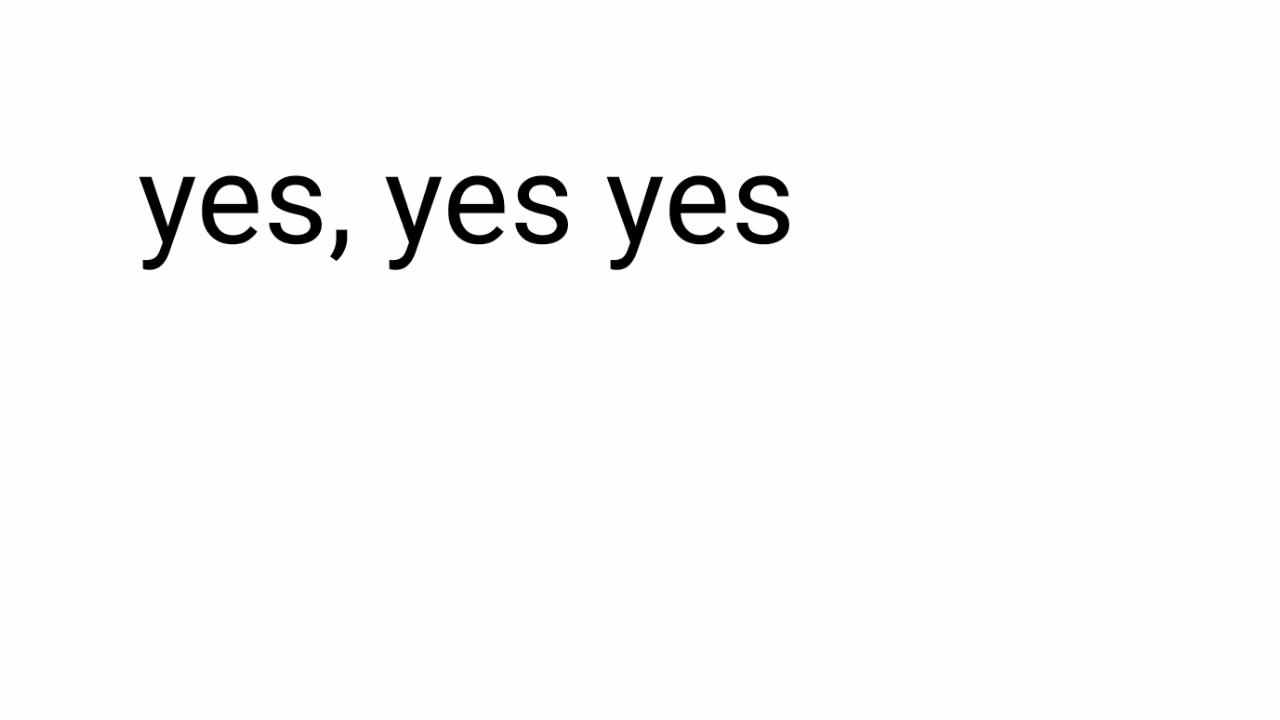 yes, yes yes